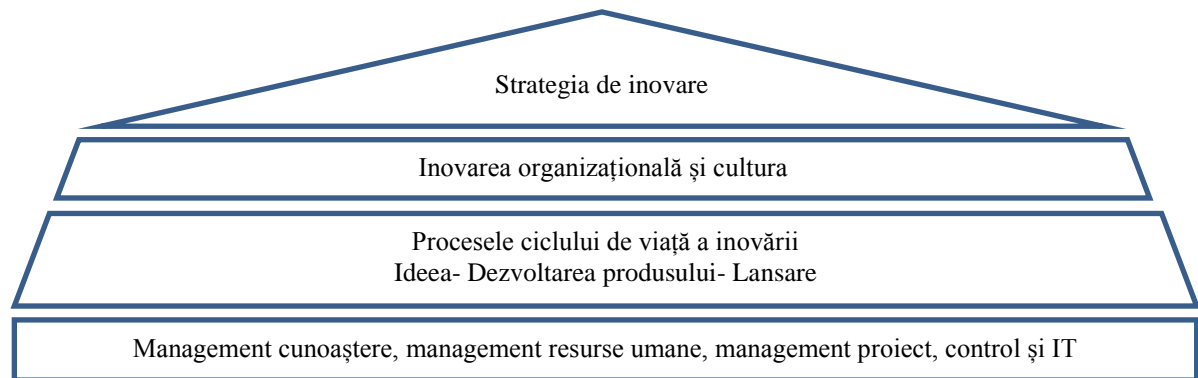 Strategia de inovare
Inovarea organizațională și cultura
Procesele ciclului de viață a inovării
Ideea- Dezvoltarea produsului- Lansare
Management cunoaștere, management resurse umane, management proiect, control și IT